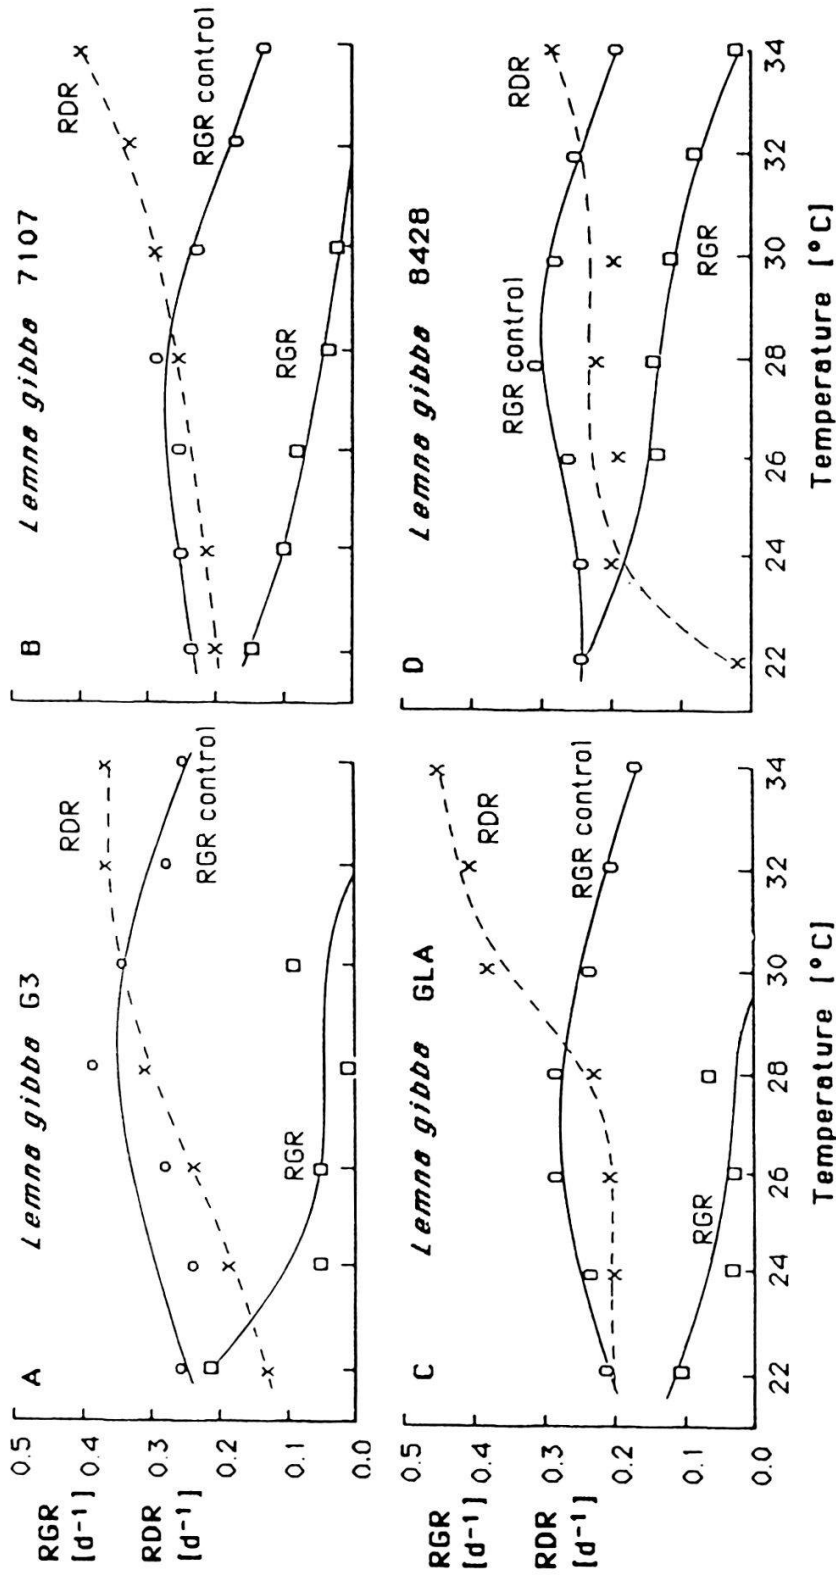 A Lemna gibba G3
RDR
RGR control
RGR
B Lemna gibba 7107
RDR
RGR control
RGR
RGR
[d⁻¹]
RDR
[d⁻¹]
0.5
0.4
0.3
0.2
0.1
0.0
C Lemna gibba GLA
RDR
RGR control
RGR
D Lemna gibba 8428
RGR control
RDR
RGR
RGR
[d⁻¹]
RDR
[d⁻¹]
0.5
0.4
0.3
0.2
0.1
0.0
22 24 26 28 30 32 34
22 24 26 28 30 32 34
Temperature [°C]
Temperature [°C]